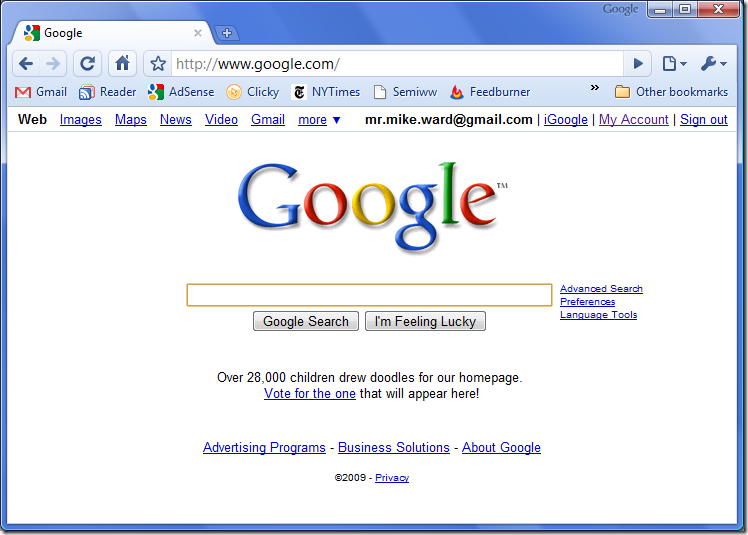 Google
Google
http://www.google.com/
Gmail Reader AdSense Clicky NYTimes Semiww Feedburner » Other bookmarks
Web Images Maps News Video Gmail more ▼ mr.mike.ward@gmail.com | iGoogle | My Account | Sign out
Google™
Advanced Search
Preferences
Language Tools
Google Search I'm Feeling Lucky
Over 28,000 children drew doodles for our homepage.
Vote for the one that will appear here!
Advertising Programs - Business Solutions - About Google
©2009 - Privacy